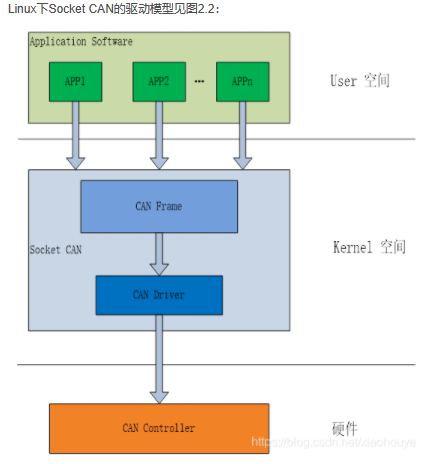 Linux下Socket CAN的驱动模型见图2.2：
Application Software
APP1
APP2
...
APPn
User 空间
CAN Frame
Socket CAN
Kernel 空间
CAN Driver
CAN Controller
硬件
https://blog.csdn.net/xiaohouye